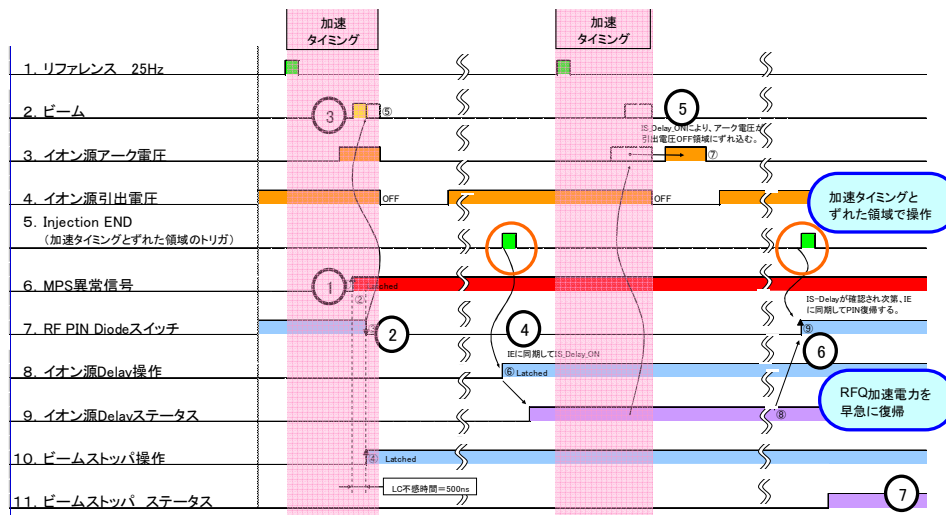 加速
タイミング
加速
タイミング
1. リファレンス　25Hz
2. ビーム
3
⑤
5
IS_Delay_ONにより、アーク電圧が
引出電圧OFF領域にずれ込む。
3. イオン源アーク電圧
⑦
4. イオン源引出電圧
OFF
OFF
加速タイミングと
ずれた領域で操作
5. Injection END
(加速タイミングとずれた領域のトリガ)
6. MPS異常信号
1
Latched
②
IS-Delayが確認され次第、IE
に同期してPIN復帰する。
7. RF PIN Diodeスイッチ
③
2
4
⑨
6
IEに同期してIS_Delay_ON
8. イオン源Delay操作
⑥ Latched
RFQ加速電力を
早急に復帰
9. イオン源Delayステータス
⑧
10. ビームストッパ操作
④ Latched
LC不感時間＝500ns
11. ビームストッパ　ステータス
7